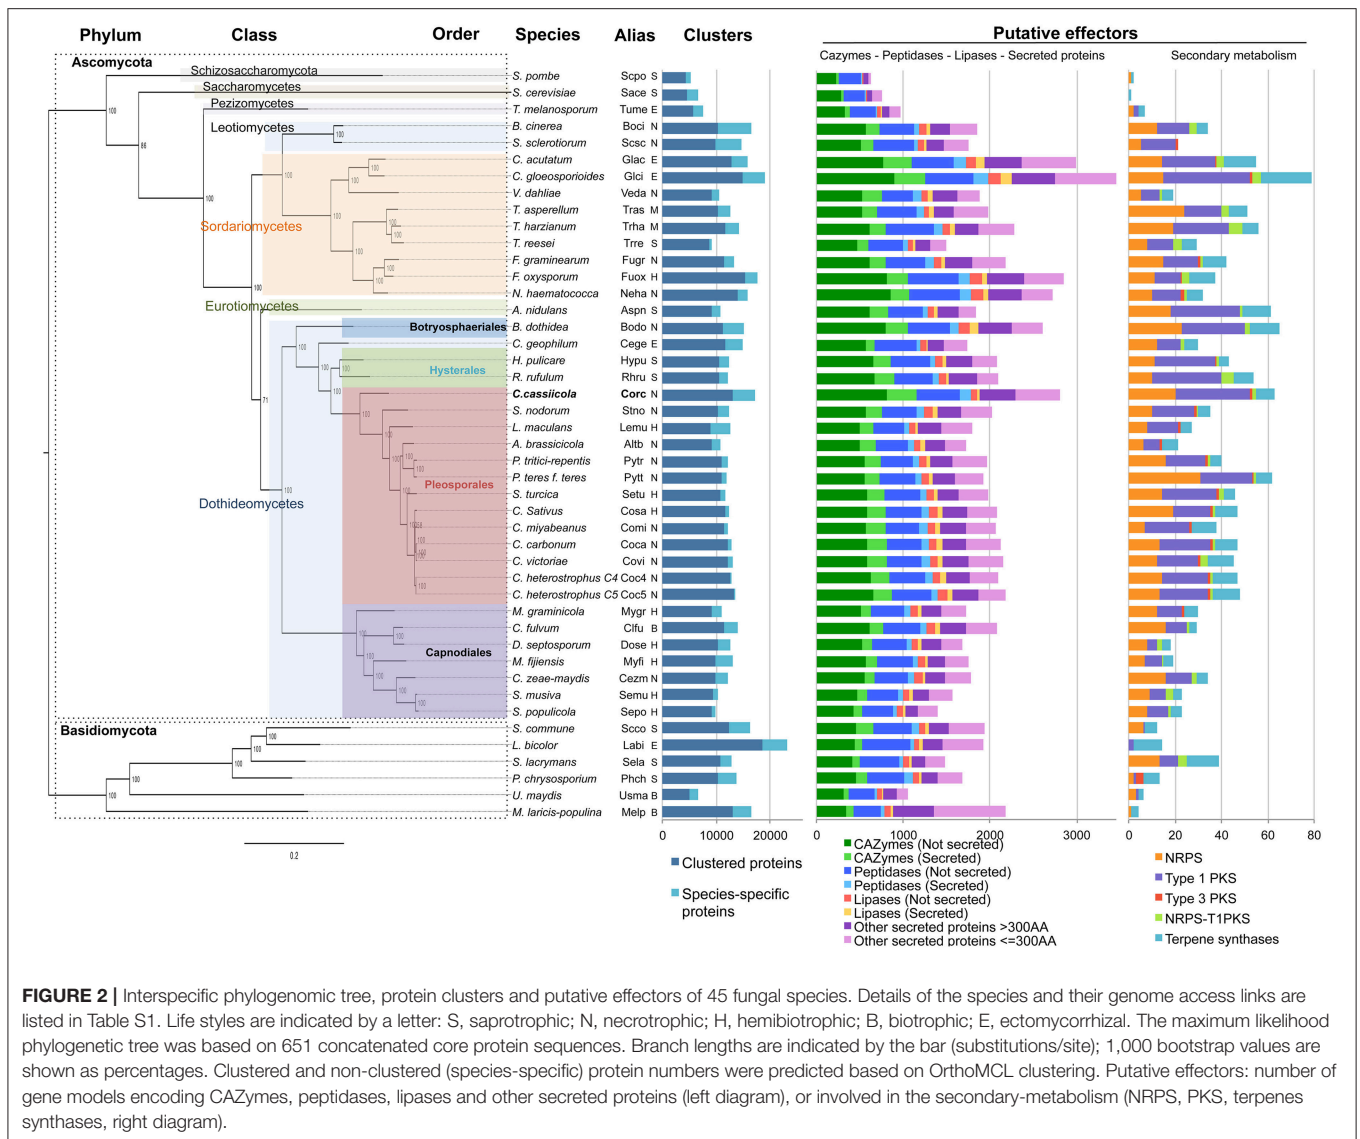 Phylum Class Order Species Alias Clusters Putative effectors
Cazymes - Peptidases - Lipases - Secreted proteins Secondary metabolism
Ascomycota
Schizosaccharomycota
Saccharomycetes
Pezizomycetes
Leotiomycetes
Sordariomycetes
Eurotiomycetes
Botryosphaeriales
Hysterales
Pleosporales
Dothideomycetes
Capnodiales
Basidiomycota
S. pombe Scpo S
S. cerevisiae Sace S
T. melanosporum Tume E
B. cinerea Boci N
S. sclerotiorum Scsc N
C. acutatum Glac E
C. gloeosporioides Glci E
V. dahliae Veda N
T. asperellum Tras M
T. harzianum Trha M
T. reesei Trre S
F. graminearum Fugr N
F. oxysporum Fuox H
N. haematococca Neha N
A. nidulans Aspn S
B. dothidea Bodo N
C. geophilum Cege E
H. pulicare Hypu S
R. rufulum Rhru S
C.cassiicola Corc N
S. nodorum Stno N
L. maculans Lemu H
A. brassicicola Altb N
P. tritici-repentis Pytr N
P. teres f. teres Pytt N
S. turcica Setu H
C. Sativus Cosa H
C. miyabeanus Comi N
C. carbonum Coca N
C. victoriae Covi N
C. heterostrophus C4 Coc4 N
C. heterostrophus C5 Coc5 N
M. graminicola Mygr H
C. fulvum Clfu B
D. septosporum Dose H
M. fijiensis Myfi H
C. zeae-maydis Cezm N
S. musiva Semu H
S. populicola Sepo H
S. commune Scco S
L. bicolor Labi E
S. lacrymans Sela S
P. chrysosporium Phch S
U. maydis Usma B
M. laricis-populina Melp B
0.2
0 10000 20000
0 1000 2000 3000
0 20 40 60 80
Clustered proteins
Species-specific
proteins
CAZymes (Not secreted)
CAZymes (Secreted)
Peptidases (Not secreted)
Peptidases (Secreted)
Lipases (Not secreted)
Lipases (Secreted)
Other secreted proteins >300AA
Other secreted proteins <=300AA
NRPS
Type 1 PKS
Type 3 PKS
NRPS-T1PKS
Terpene synthases
FIGURE 2 | Interspecific phylogenomic tree, protein clusters and putative effectors of 45 fungal species. Details of the species and their genome access links are
listed in Table S1. Life styles are indicated by a letter: S, saprotrophic; N, necrotrophic; H, hemibiotrophic; B, biotrophic; E, ectomycorrhizal. The maximum likelihood
phylogenetic tree was based on 651 concatenated core protein sequences. Branch lengths are indicated by the bar (substitutions/site); 1,000 bootstrap values are
shown as percentages. Clustered and non-clustered (species-specific) protein numbers were predicted based on OrthoMCL clustering. Putative effectors: number of
gene models encoding CAZymes, peptidases, lipases and other secreted proteins (left diagram), or involved in the secondary-metabolism (NRPS, PKS, terpenes
synthases, right diagram).